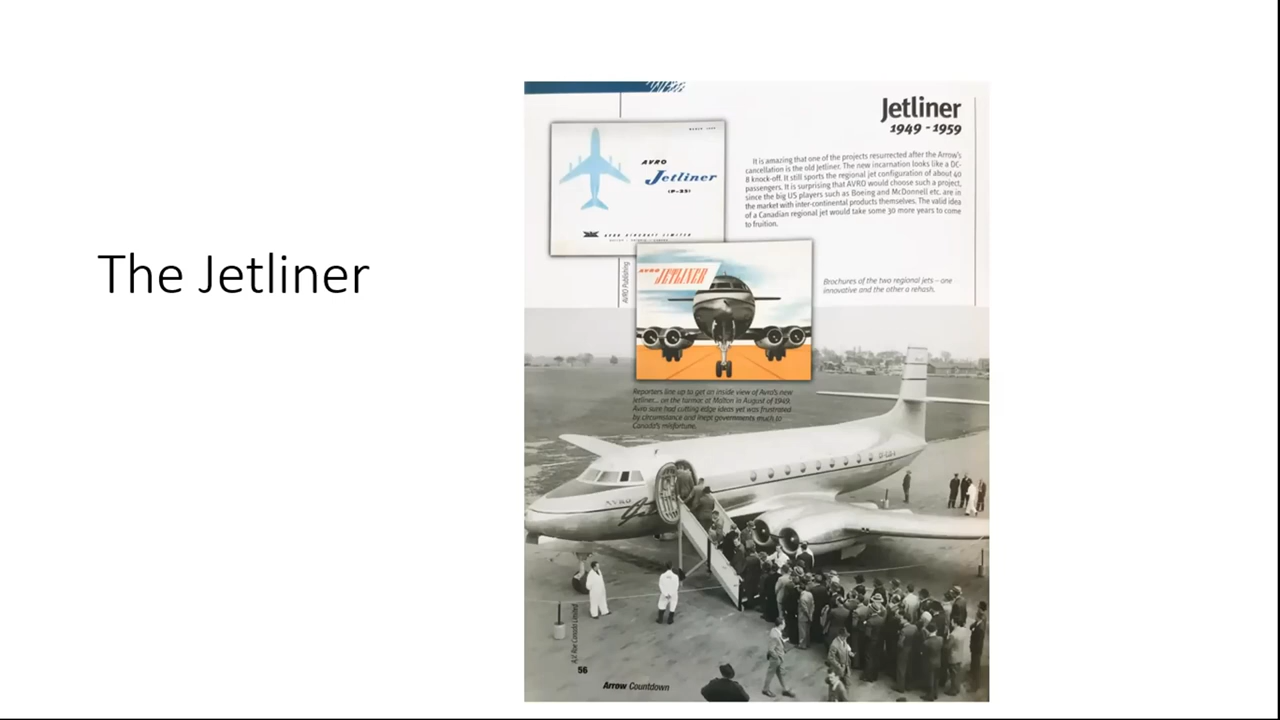 The Jetliner
Jetliner
1949 - 1959
It is amazing that one of the projects resurrected after the Arrow's
cancellation is the old Jetliner. The new incarnation looks like a DC-
8 knock-off. It still sports the regional jet configuration of about 40
passengers. It is surprising that AVRO would choose such a project,
since the big US players such as Boeing and McDonnell etc. are in
the market with inter-continental products themselves. The valid idea
of a Canadian regional jet would take some 30 more years to come
to fruition.
AVRO
Jetliner
AVRO AIRCRAFT LIMITED
AVRO JETLINER
AVRO Publishing
Brochures of the two regional jets – one
innovative and the other a rehash.
Reporters line up to get an inside view of Avro's new
Jetliner... on the tarmac at Malton in August of 1949.
Avro sure had cutting edge ideas yet was frustrated
by circumstance and inept governments much to
Canada's misfortune.
AVRO
A.V. Roe Canada Limited
56
Arrow Countdown